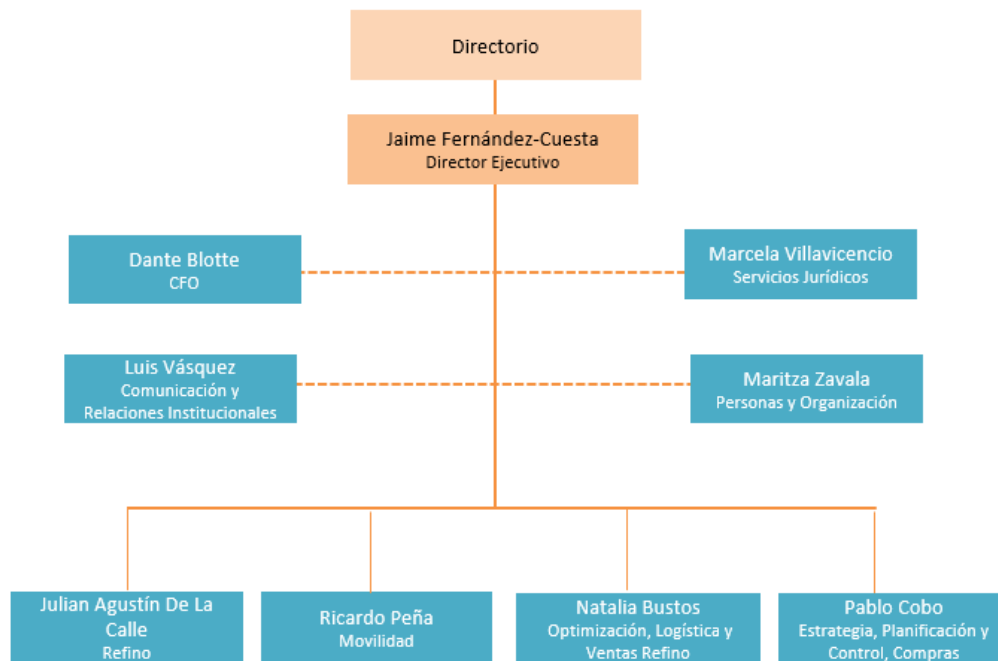 Directorio
Jaime Fernández-Cuesta
Director Ejecutivo
Dante Blotte
CFO
Marcela Villavicencio
Servicios Jurídicos
Luis Vásquez
Comunicación y
Relaciones Institucionales
Maritza Zavala
Personas y Organización
Julian Agustín De La
Calle
Refino
Ricardo Peña
Movilidad
Natalia Bustos
Optimización, Logística y
Ventas Refino
Pablo Cobo
Estrategia, Planificación y
Control, Compras